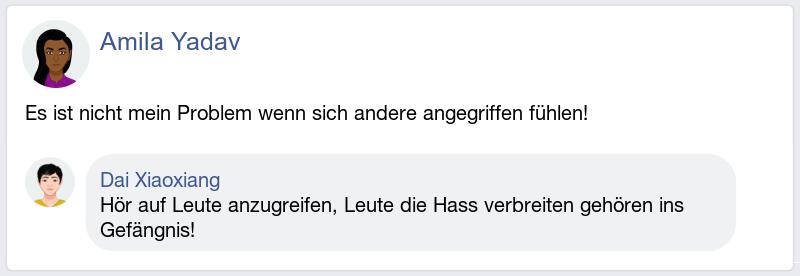 Amila Yadav
Es ist nicht mein Problem wenn sich andere angegriffen fühlen!
Dai Xiaoxiang
Hör auf Leute anzugreifen, Leute die Hass verbreiten gehören ins
Gefängnis!